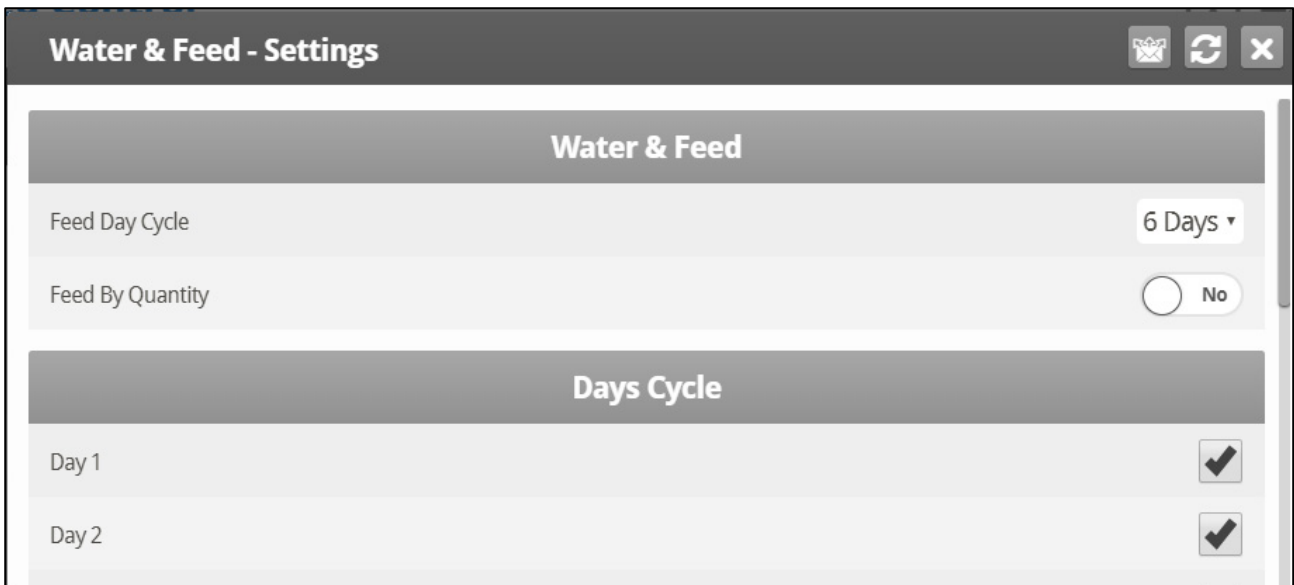 Water & Feed - Settings
Water & Feed
Feed Day Cycle
6 Days
Feed By Quantity
No
Days Cycle
Day 1
Day 2